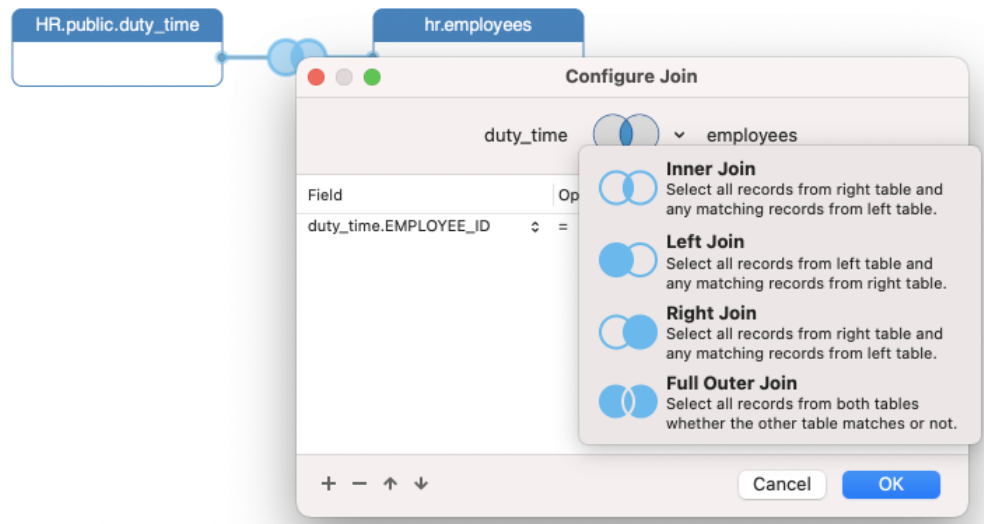 HR.public.duty_time
hr.employees
Configure Join
duty_time
employees
Field
Op
duty_time.EMPLOYEE_ID
=
Inner Join
Select all records from right table and
any matching records from left table.
Left Join
Select all records from left table and
any matching records from right table.
Right Join
Select all records from right table and
any matching records from left table.
Full Outer Join
Select all records from both tables
whether the other table matches or not.
Cancel
OK